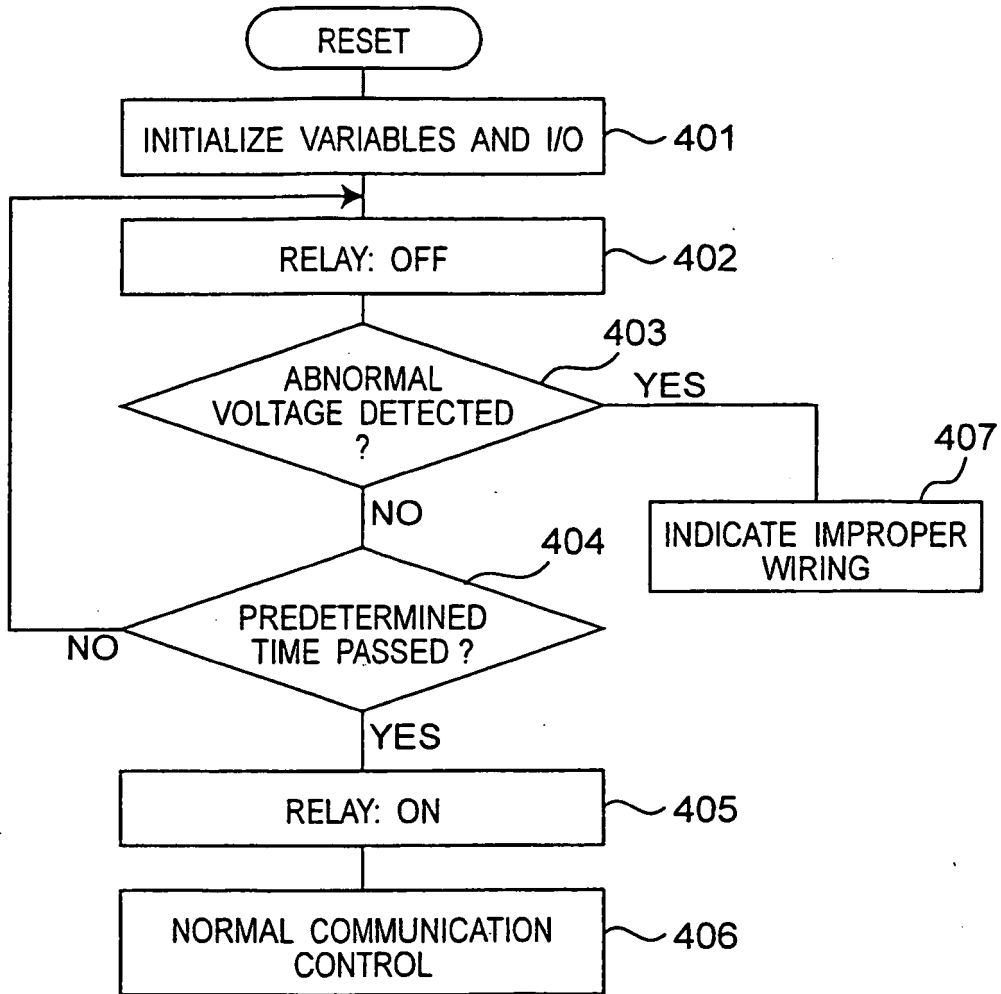 RESET
INITIALIZE VARIABLES AND I/O
401
RELAY: OFF
402
403
ABNORMAL
VOLTAGE DETECTED
?
YES
407
INDICATE IMPROPER
WIRING
NO
404
PREDETERMINED
TIME PASSED ?
NO
YES
RELAY: ON
405
NORMAL COMMUNICATION
CONTROL
406